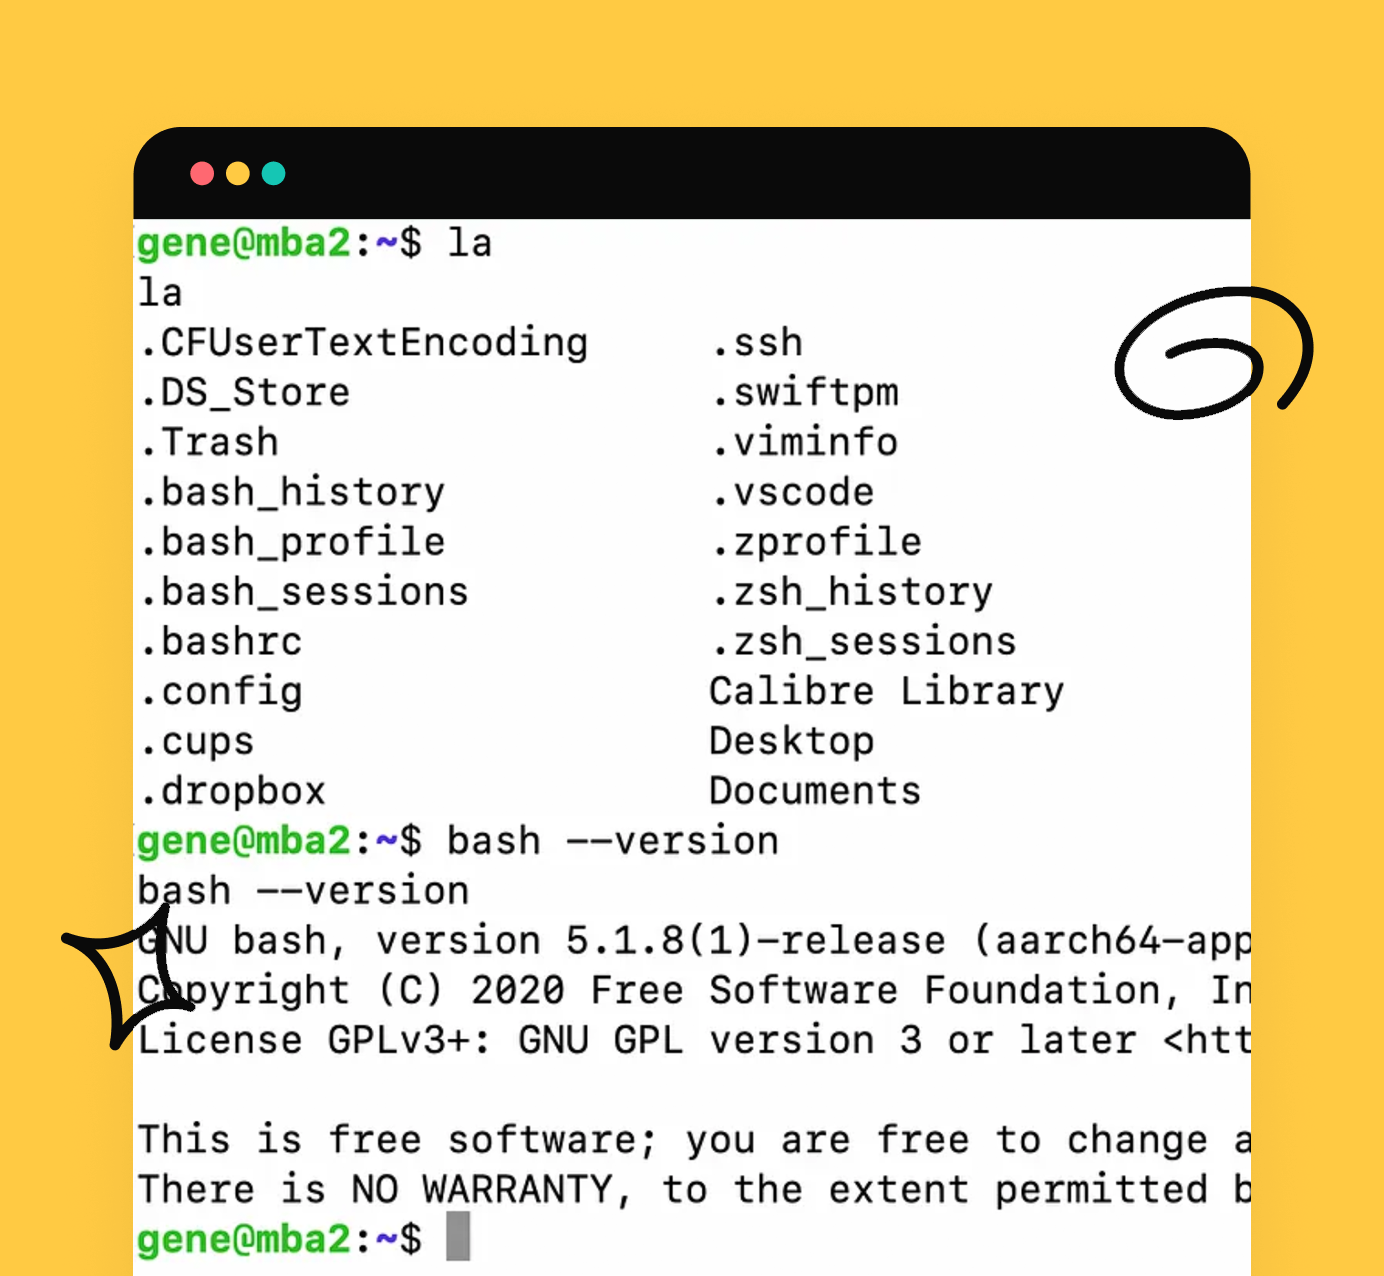 gene@mba2:~$ la
la
.CFUserTextEncoding .ssh
.DS_Store .swiftpm
.Trash .viminfo
.bash_history .vscode
.bash_profile .zprofile
.bash_sessions .zsh_history
.bashrc .zsh_sessions
.config Calibre Library
.cups Desktop
.dropbox Documents
gene@mba2:~$ bash --version
bash --version
GNU bash, version 5.1.8(1)-release (aarch64-app
Copyright (C) 2020 Free Software Foundation, In
License GPLv3+: GNU GPL version 3 or later <htt
This is free software; you are free to change a
There is NO WARRANTY, to the extent permitted b
gene@mba2:~$